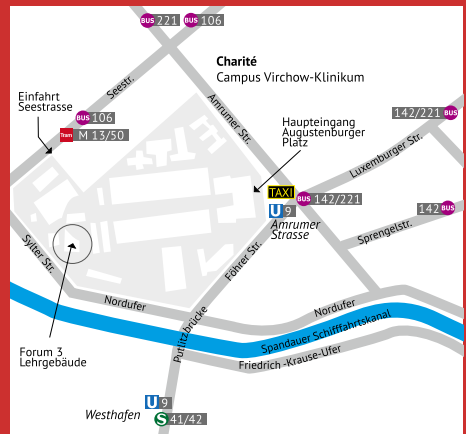 BUS 221
BUS 106
Charité
Campus Virchow-Klinikum
Seestr.
Einfahrt
Seestrasse
BUS 106
Tram M 13/50
Amrumer Str.
Haupteingang
Augustenburger
Platz
142/221 BUS
Luxemburger Str.
TAXI
BUS 142/221
U 9
Amrumer
Strasse
142 BUS
Sprengelstr.
Sylter Str.
Föhrer Str.
Nordufer
Nordufer
Putlitzbrücke
Spandauer Schifffahrtskanal
Friedrich -Krause-Ufer
Forum 3
Lehrgebäude
U 9
Westhafen
S 41/42